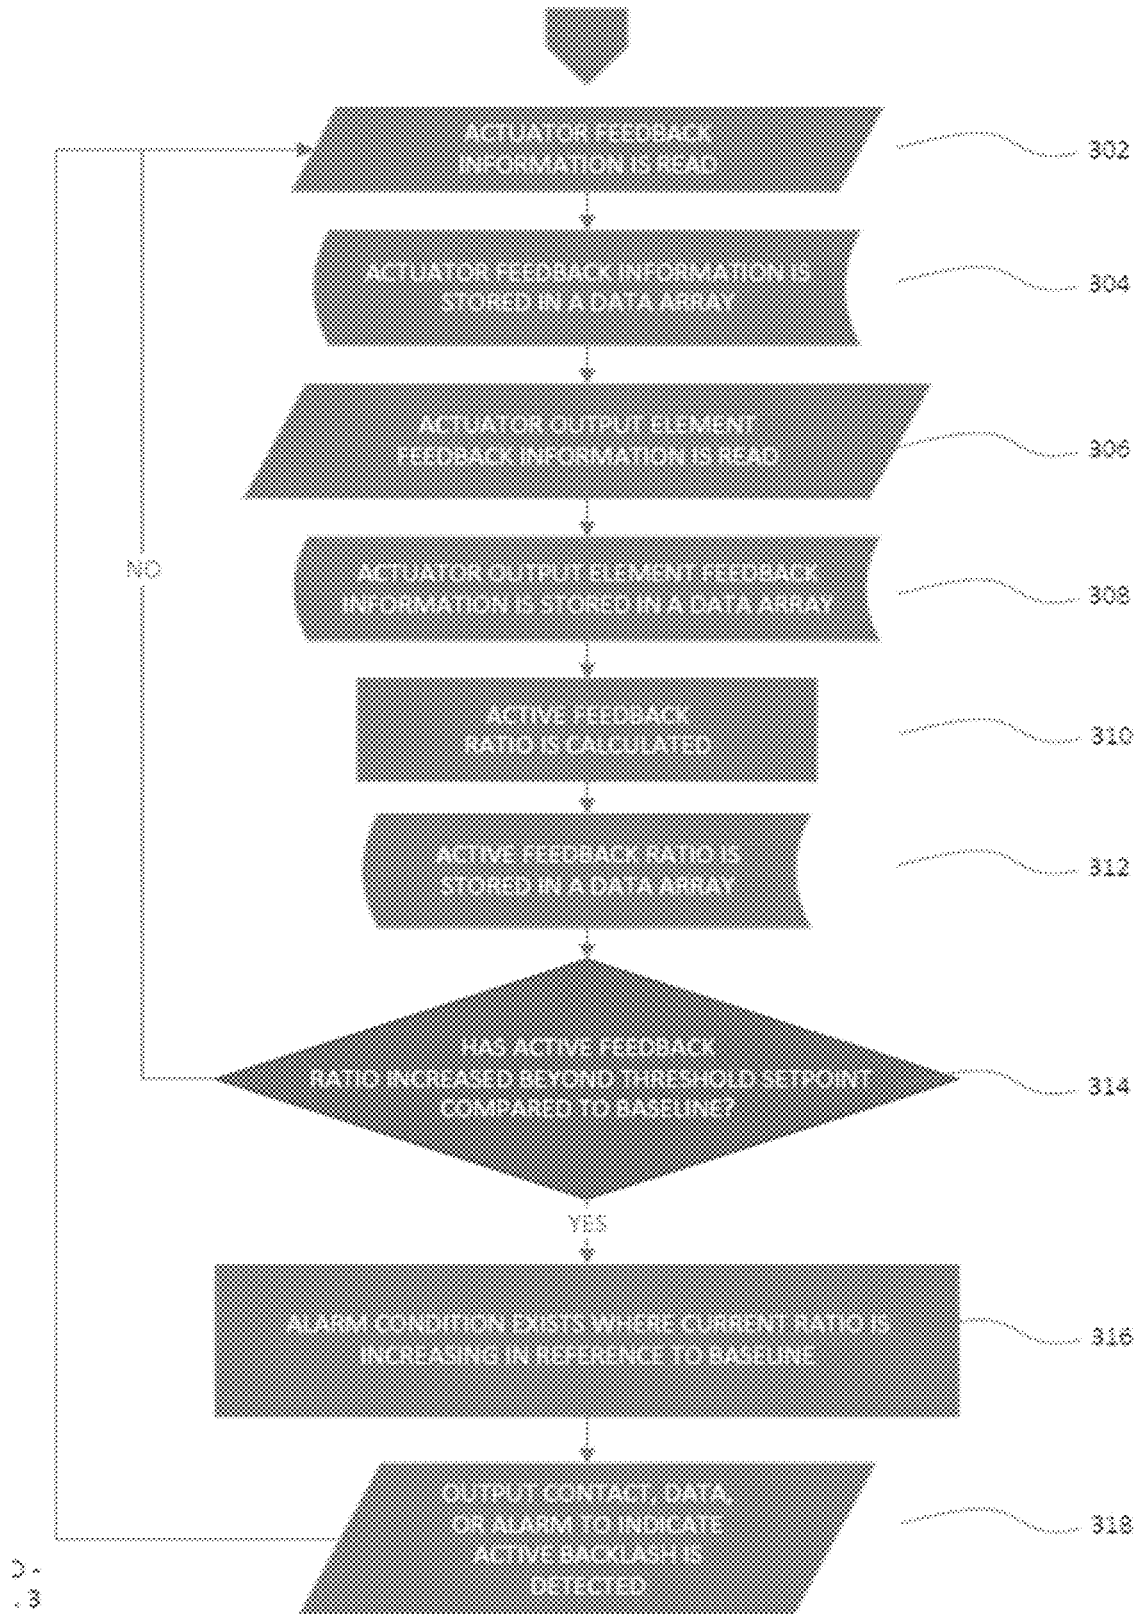 ACTUATOR FEEDBACK
INFORMATION IS READ
302
ACTUATOR FEEDBACK INFORMATION IS
STORED IN A DATA ARRAY
304
ACTUATOR OUTPUT ELEMENT
FEEDBACK INFORMATION IS READ
306
NO
ACTUATOR OUTPUT ELEMENT FEEDBACK
INFORMATION IS STORED IN A DATA ARRAY
308
ACTIVE FEEDBACK
RATIO IS CALCULATED
310
ACTIVE FEEDBACK RATIO IS
STORED IN A DATA ARRAY
312
HAS ACTIVE FEEDBACK
RATIO INCREASED BEYOND THRESHOLD SETPOINT
COMPARED TO BASELINE?
314
YES
ALARM CONDITION EXISTS WHERE CURRENT RATIO IS
INCREASING IN REFERENCE TO BASELINE
316
OUTPUT CONTACT, DATA,
OR ALARM TO INDICATE
ACTIVE BACKLASH IS
DETECTED
318
. 3